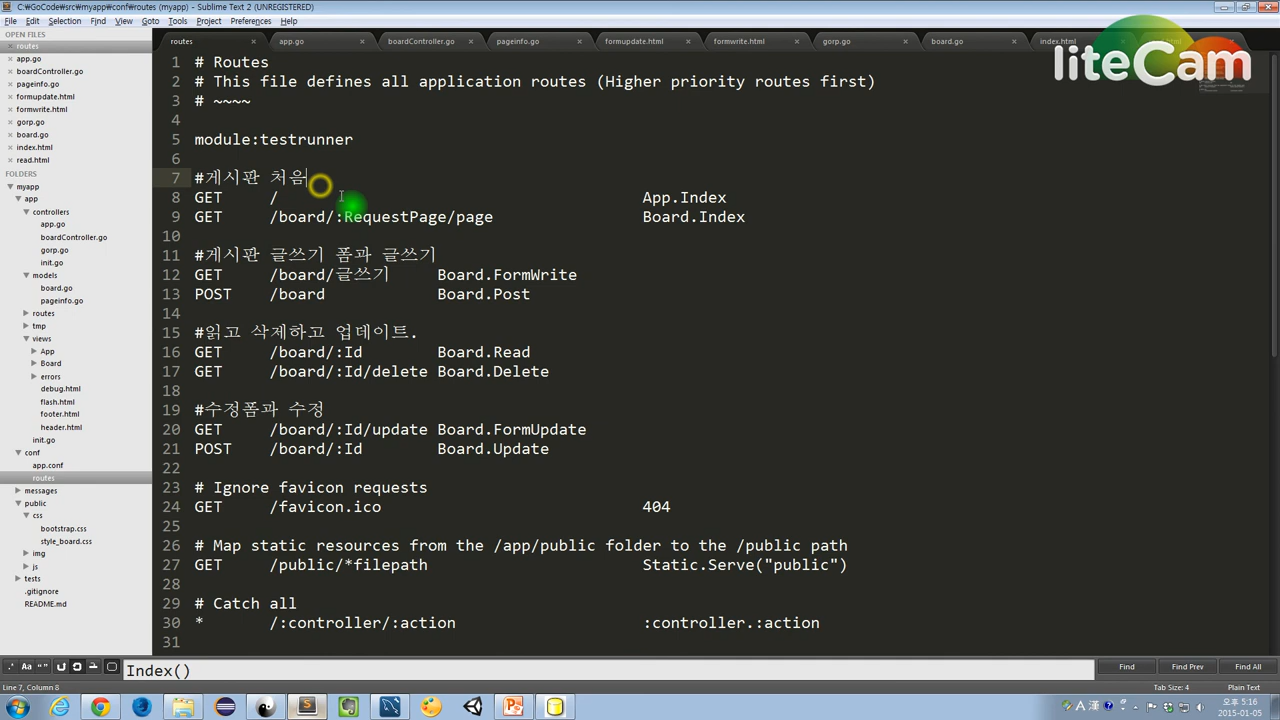 C:\GoCode\src\myapp\conf\routes (myapp) - Sublime Text 2 (UNREGISTERED)
File Edit Selection Find View Goto Tools Project Preferences Help
OPEN FILES
routes
app.go
boardController.go
pageinfo.go
formupdate.html
formwrite.html
gorp.go
board.go
index.html
read.html
FOLDERS
myapp
app
controllers
app.go
boardController.go
gorp.go
init.go
models
board.go
pageinfo.go
routes
tmp
views
App
Board
errors
debug.html
flash.html
footer.html
header.html
init.go
conf
app.conf
routes
messages
public
css
bootstrap.css
style_board.css
img
js
tests
.gitignore
README.md
routes app.go boardController.go pageinfo.go formupdate.html formwrite.html gorp.go board.go index.html
liteCam
1 # Routes
2 # This file defines all application routes (Higher priority routes first)
3 # ~~~~
4
5 module:testrunner
6
7 #게시판 처음
8 GET / App.Index
9 GET /board/:RequestPage/page Board.Index
10
11 #게시판 글쓰기 폼과 글쓰기
12 GET /board/글쓰기 Board.FormWrite
13 POST /board Board.Post
14
15 #읽고 삭제하고 업데이트.
16 GET /board/:Id Board.Read
17 GET /board/:Id/delete Board.Delete
18
19 #수정폼과 수정
20 GET /board/:Id/update Board.FormUpdate
21 POST /board/:Id Board.Update
22
23 # Ignore favicon requests
24 GET /favicon.ico 404
25
26 # Map static resources from the /app/public folder to the /public path
27 GET /public/*filepath Static.Serve("public")
28
29 # Catch all
30 * /:controller/:action :controller.:action
31
.* Aa “” Index() Find Find Prev Find All
Line 7, Column 8 Tab Size: 4 Plain Text
A 漢 오후 5:16
2015-01-05